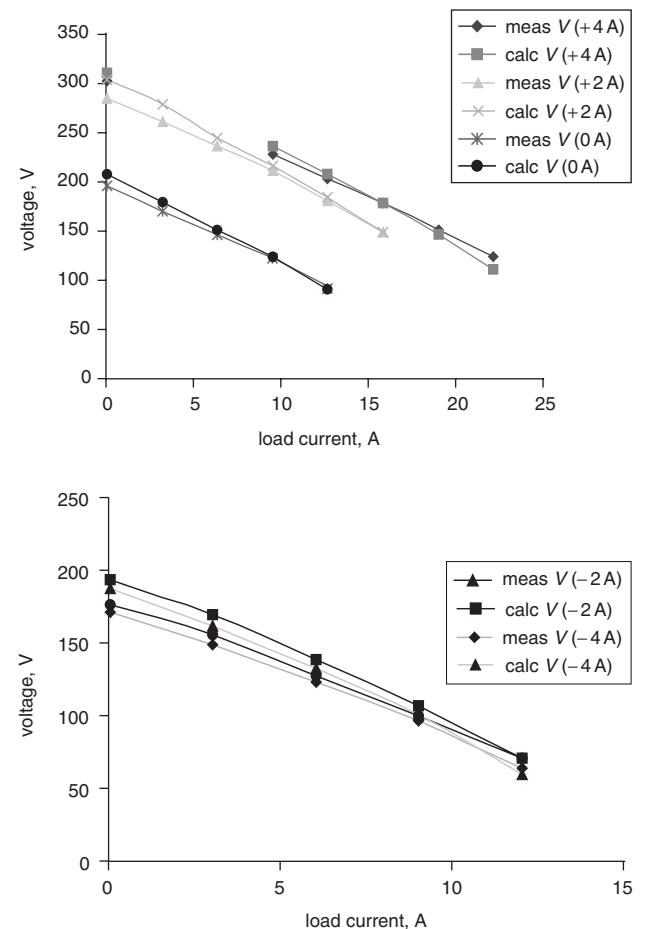 350
300
250
200
150
100
50
0
voltage, V
0 5 10 15 20 25
load current, A
meas V (+4 A)
calc V (+4 A)
meas V (+2 A)
calc V (+2 A)
meas V (0 A)
calc V (0 A)
250
200
150
100
50
0
voltage, V
0 5 10 15
load current, A
meas V (−2 A)
calc V (−2 A)
meas V (−4 A)
calc V (−4 A)